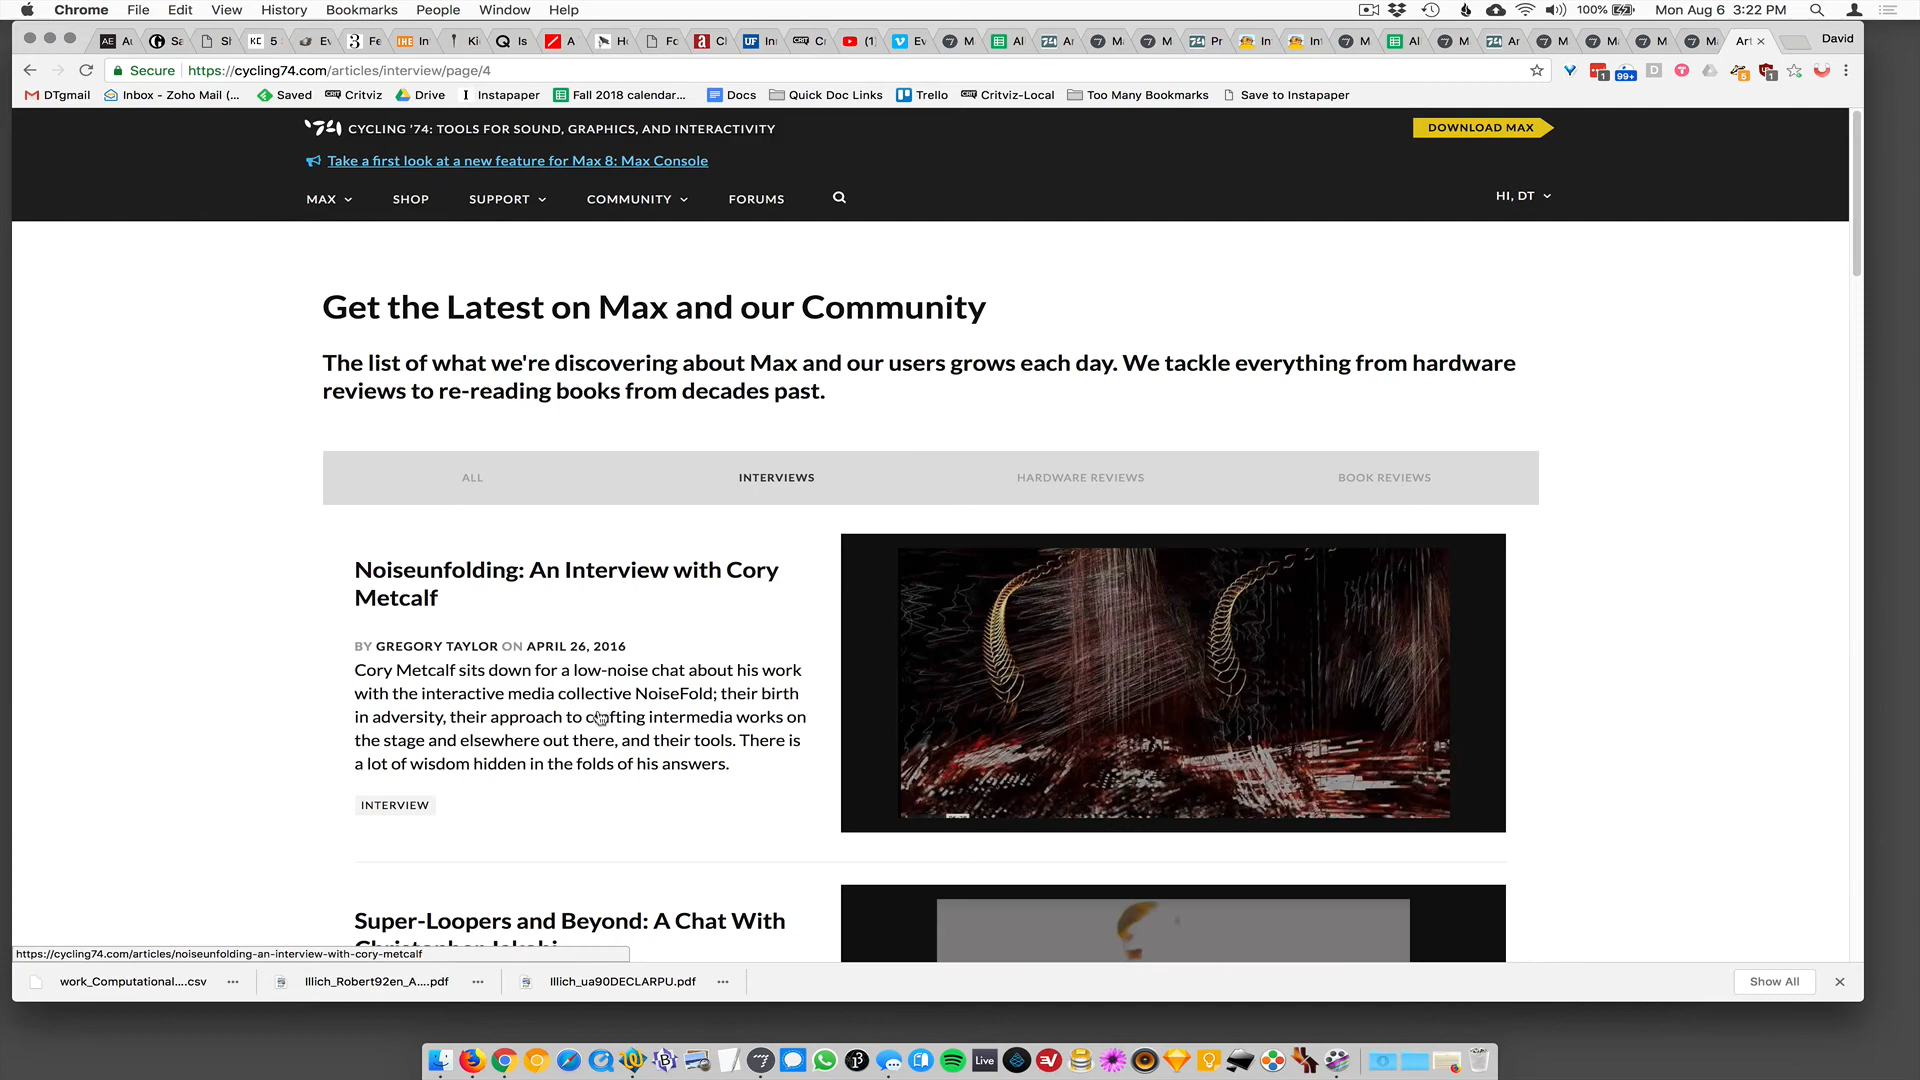 Chrome File Edit View History Bookmarks People Window Help 100% Mon Aug 6 3:22 PM
Art David
Secure https://cycling74.com/articles/interview/page/4
DTgmail Inbox - Zoho Mail (... Saved Critviz Drive Instapaper Fall 2018 calendar... Docs Quick Doc Links Trello Critviz-Local Too Many Bookmarks Save to Instapaper
'74 CYCLING '74: TOOLS FOR SOUND, GRAPHICS, AND INTERACTIVITY DOWNLOAD MAX
Take a first look at a new feature for Max 8: Max Console
MAX SHOP SUPPORT COMMUNITY FORUMS HI, DT
Get the Latest on Max and our Community
The list of what we're discovering about Max and our users grows each day. We tackle everything from hardware
reviews to re-reading books from decades past.
ALL INTERVIEWS HARDWARE REVIEWS BOOK REVIEWS
Noiseunfolding: An Interview with Cory
Metcalf
BY GREGORY TAYLOR ON APRIL 26, 2016
Cory Metcalf sits down for a low-noise chat about his work
with the interactive media collective NoiseFold; their birth
in adversity, their approach to crafting intermedia works on
the stage and elsewhere out there, and their tools. There is
a lot of wisdom hidden in the folds of his answers.
INTERVIEW
Super-Loopers and Beyond: A Chat With
https://cycling74.com/articles/noiseunfolding-an-interview-with-cory-metcalf
work_Computational....csv Illich_Robert92en_A....pdf Illich_ua90DECLARPU.pdf Show All
Live